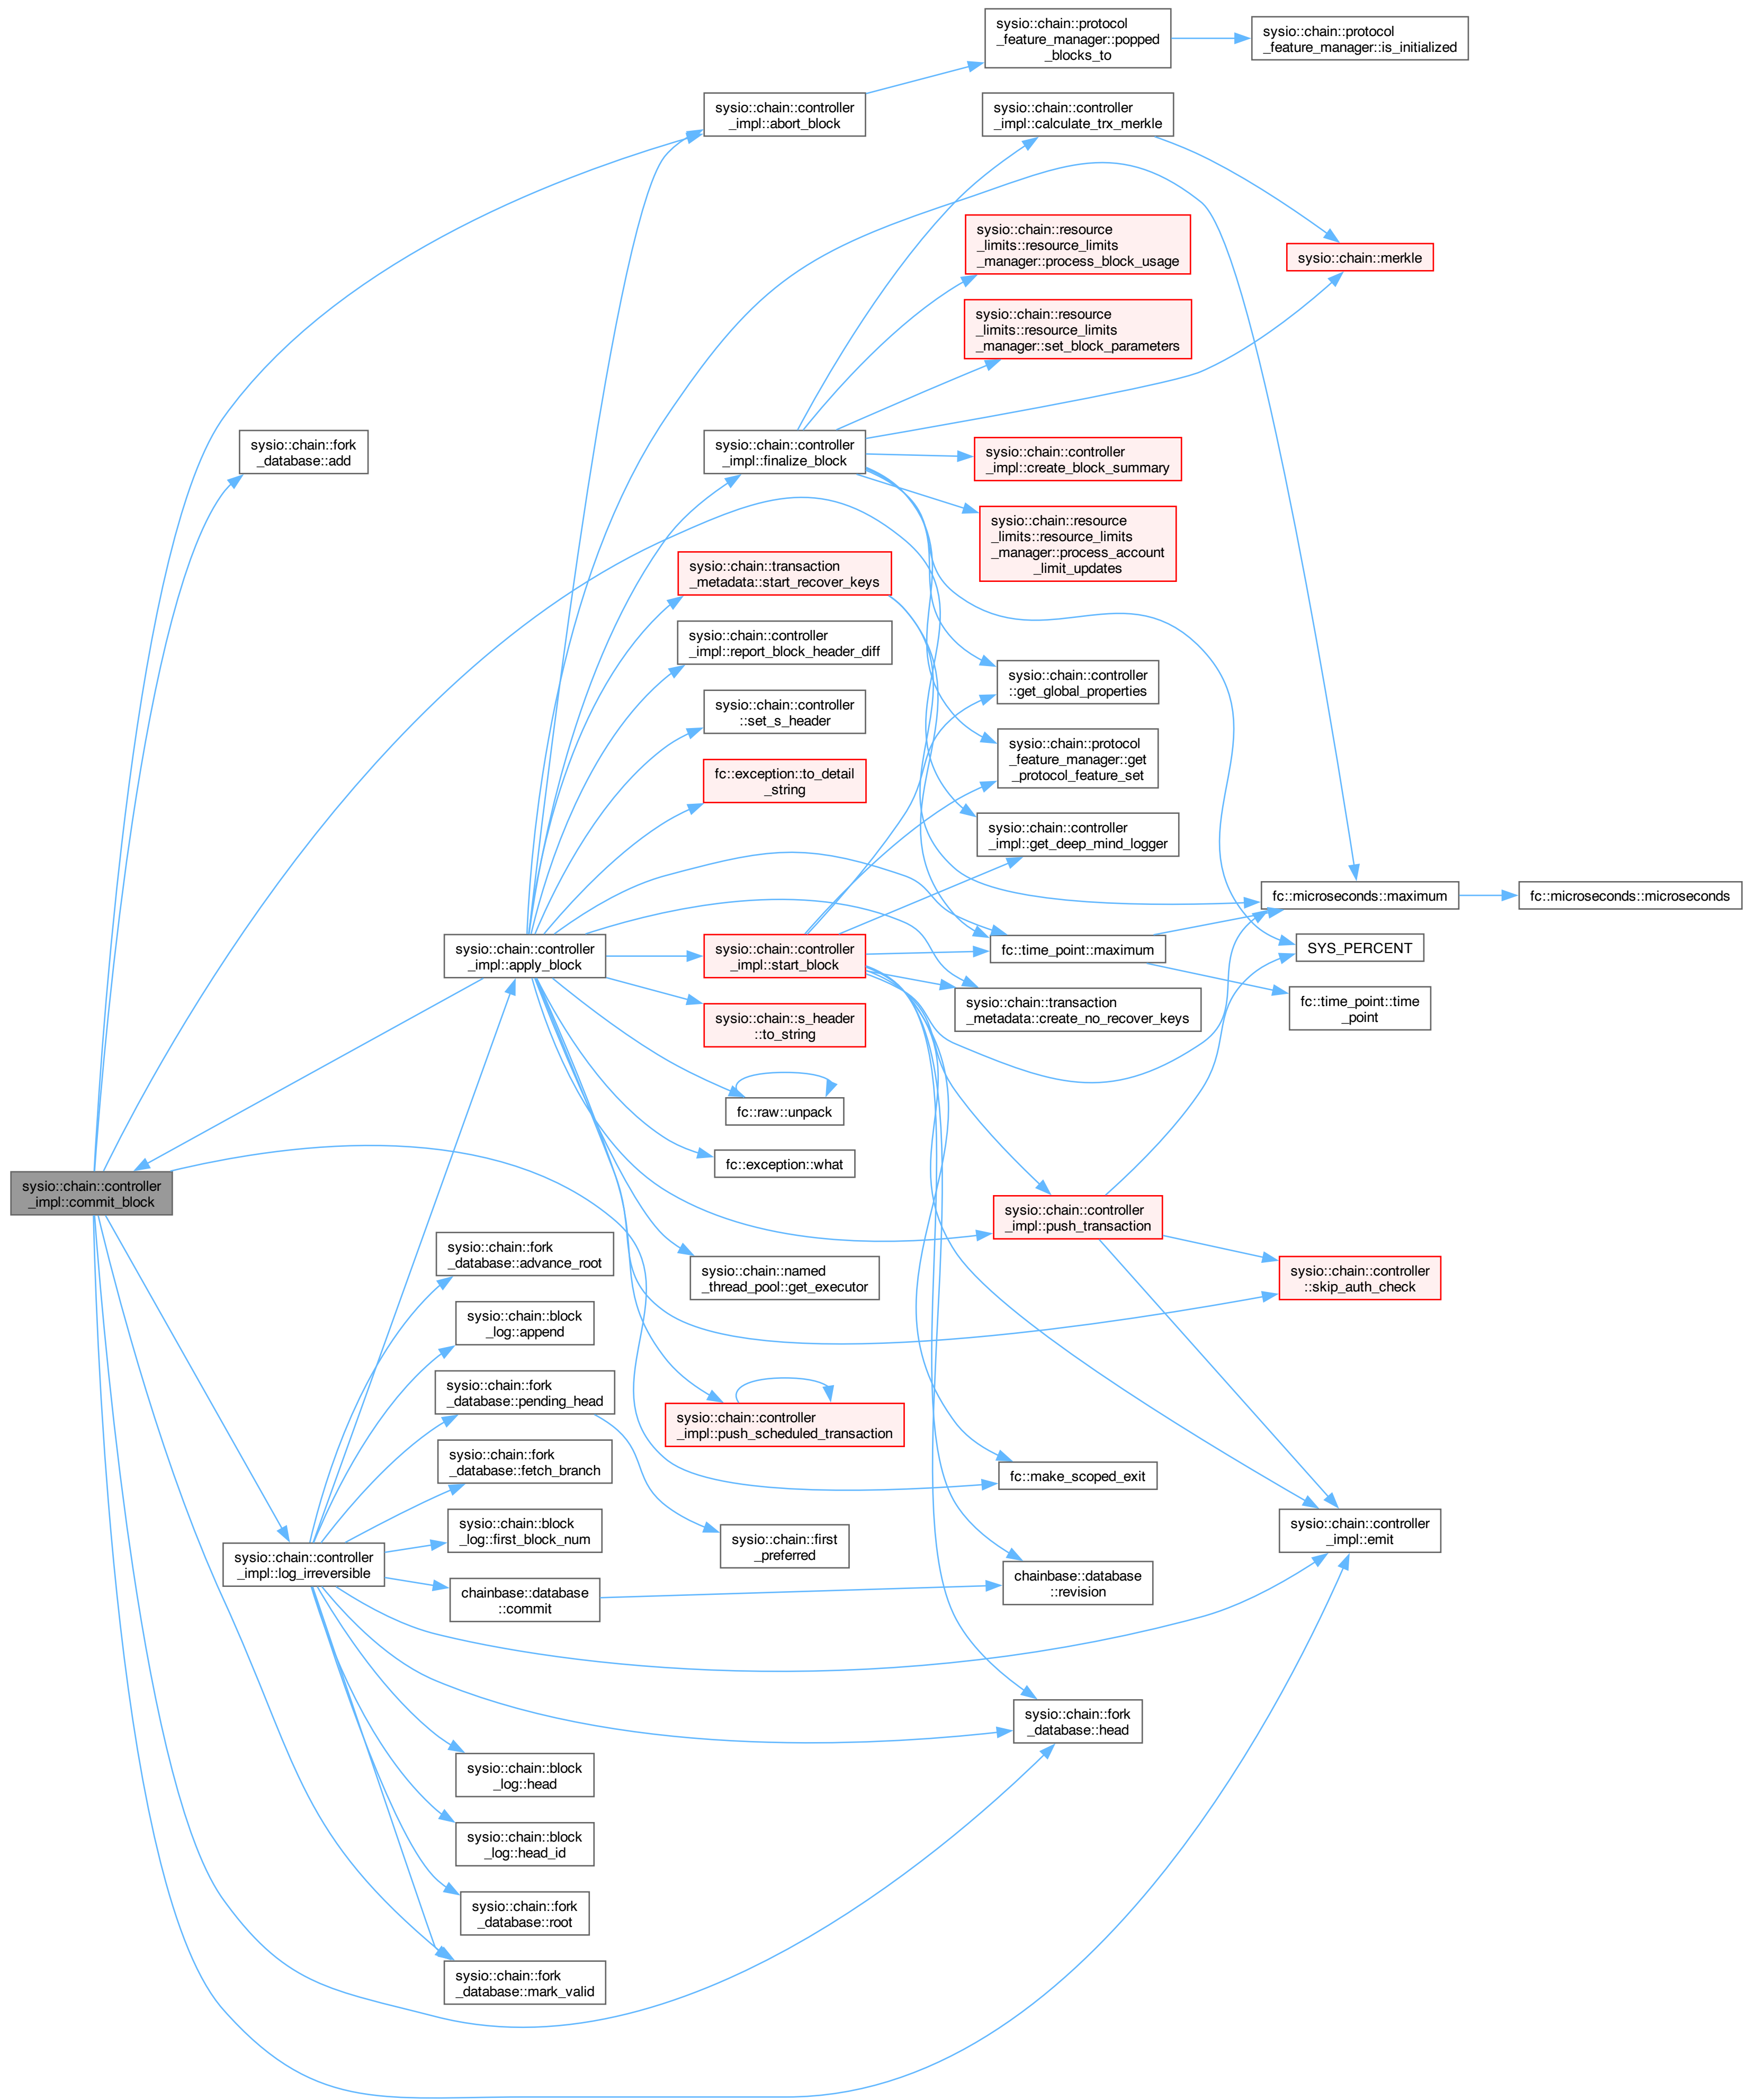 sysio::chain::protocol
_feature_manager::popped
_blocks_to
sysio::chain::protocol
_feature_manager::is_initialized
sysio::chain::controller
_impl::abort_block
sysio::chain::controller
_impl::calculate_trx_merkle
sysio::chain::resource
_limits::resource_limits
_manager::process_block_usage
sysio::chain::merkle
sysio::chain::resource
_limits::resource_limits
_manager::set_block_parameters
sysio::chain::fork
_database::add
sysio::chain::controller
_impl::finalize_block
sysio::chain::controller
_impl::create_block_summary
sysio::chain::resource
_limits::resource_limits
_manager::process_account
_limit_updates
sysio::chain::transaction
_metadata::start_recover_keys
sysio::chain::controller
_impl::report_block_header_diff
sysio::chain::controller
::get_global_properties
sysio::chain::controller
::set_s_header
sysio::chain::protocol
_feature_manager::get
_protocol_feature_set
fc::exception::to_detail
_string
sysio::chain::controller
_impl::get_deep_mind_logger
fc::microseconds::maximum
fc::microseconds::microseconds
sysio::chain::controller
_impl::apply_block
sysio::chain::controller
_impl::start_block
fc::time_point::maximum
SYS_PERCENT
sysio::chain::s_header
::to_string
sysio::chain::transaction
_metadata::create_no_recover_keys
fc::time_point::time
_point
fc::raw::unpack
fc::exception::what
sysio::chain::controller
_impl::commit_block
sysio::chain::controller
_impl::push_transaction
sysio::chain::fork
_database::advance_root
sysio::chain::named
_thread_pool::get_executor
sysio::chain::controller
::skip_auth_check
sysio::chain::block
_log::append
sysio::chain::fork
_database::pending_head
sysio::chain::controller
_impl::push_scheduled_transaction
sysio::chain::fork
_database::fetch_branch
fc::make_scoped_exit
sysio::chain::block
_log::first_block_num
sysio::chain::first
_preferred
sysio::chain::controller
_impl::emit
sysio::chain::controller
_impl::log_irreversible
chainbase::database
::commit
chainbase::database
::revision
sysio::chain::fork
_database::head
sysio::chain::block
_log::head
sysio::chain::block
_log::head_id
sysio::chain::fork
_database::root
sysio::chain::fork
_database::mark_valid